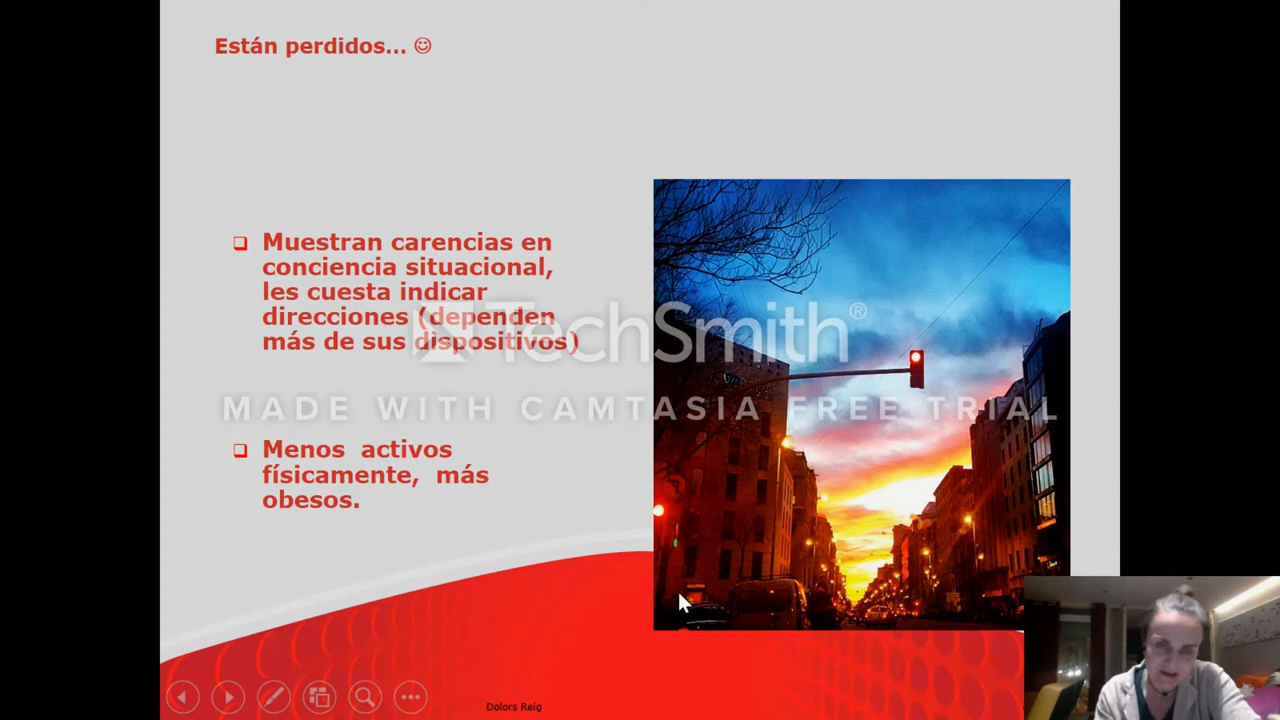 Están perdidos... ☺
Muestran carencias en
conciencia situacional,
les cuesta indicar
direcciones (dependen
más de sus dispositivos)
TechSmith®
MADE WITH CAMTASIA FREE TRIAL
Menos activos
físicamente, más
obesos.
Dolors Reig